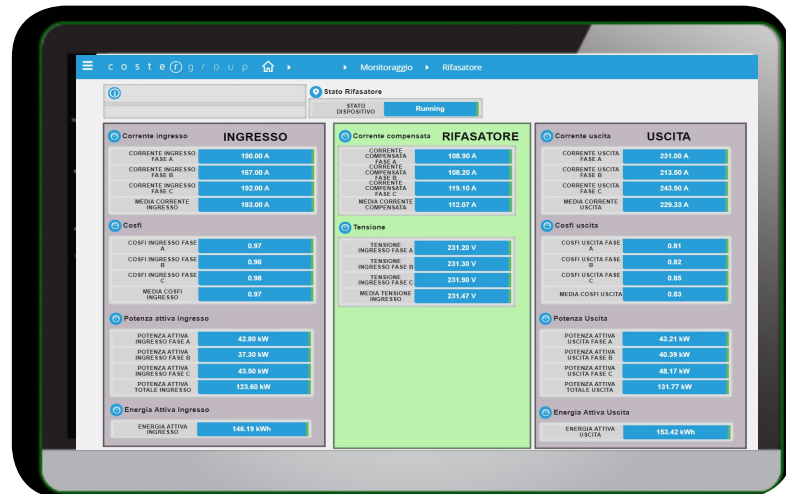 costergroup
Monitoraggio
Rifasatore
Stato Rifasatore
STATO
DISPOSITIVO
Running
Corrente ingresso
INGRESSO
CORRENTE INGRESSO
FASE A
190.00 A
CORRENTE INGRESSO
FASE B
167.00 A
CORRENTE INGRESSO
FASE C
192.00 A
MEDIA CORRENTE
INGRESSO
183.00 A
Cosfi
COSFI INGRESSO FASE
A
0.97
COSFI INGRESSO FASE
B
0.96
COSFI INGRESSO FASE
C
0.98
MEDIA COSFI
INGRESSO
0.97
Potenza attiva ingresso
POTENZA ATTIVA
INGRESSO FASE A
42.80 kW
POTENZA ATTIVA
INGRESSO FASE B
37.30 kW
POTENZA ATTIVA
INGRESSO FASE C
43.50 kW
POTENZA ATTIVA
TOTALE INGRESSO
123.60 kW
Energia Attiva Ingresso
ENERGIA ATTIVA
INGRESSO
146.19 kWh
Corrente compensata
RIFASATORE
CORRENTE
COMPENSATA
FASE A
108.90 A
CORRENTE
COMPENSATA
FASE B
108.20 A
CORRENTE
COMPENSATA
FASE C
119.10 A
MEDIA CORRENTE
COMPENSATA
112.07 A
Tensione
TENSIONE
INGRESSO FASE A
231.20 V
TENSIONE
INGRESSO FASE B
231.30 V
TENSIONE
INGRESSO FASE C
231.90 V
MEDIA TENSIONE
INGRESSO
231.47 V
Corrente uscita
USCITA
CORRENTE USCITA
FASE A
231.00 A
CORRENTE USCITA
FASE B
213.50 A
CORRENTE USCITA
FASE C
243.50 A
MEDIA CORRENTE
USCITA
229.33 A
Cosfi uscita
COSFI USCITA FASE
A
0.81
COSFI USCITA FASE
B
0.82
COSFI USCITA FASE
C
0.85
MEDIA COSFI USCITA
0.83
Potenza Uscita
POTENZA ATTIVA
USCITA FASE A
43.21 kW
POTENZA ATTIVA
USCITA FASE B
40.39 kW
POTENZA ATTIVA
USCITA FASE C
48.17 kW
POTENZA ATTIVA
TOTALE USCITA
131.77 kW
Energia Attiva Uscita
ENERGIA ATTIVA
USCITA
153.42 kWh